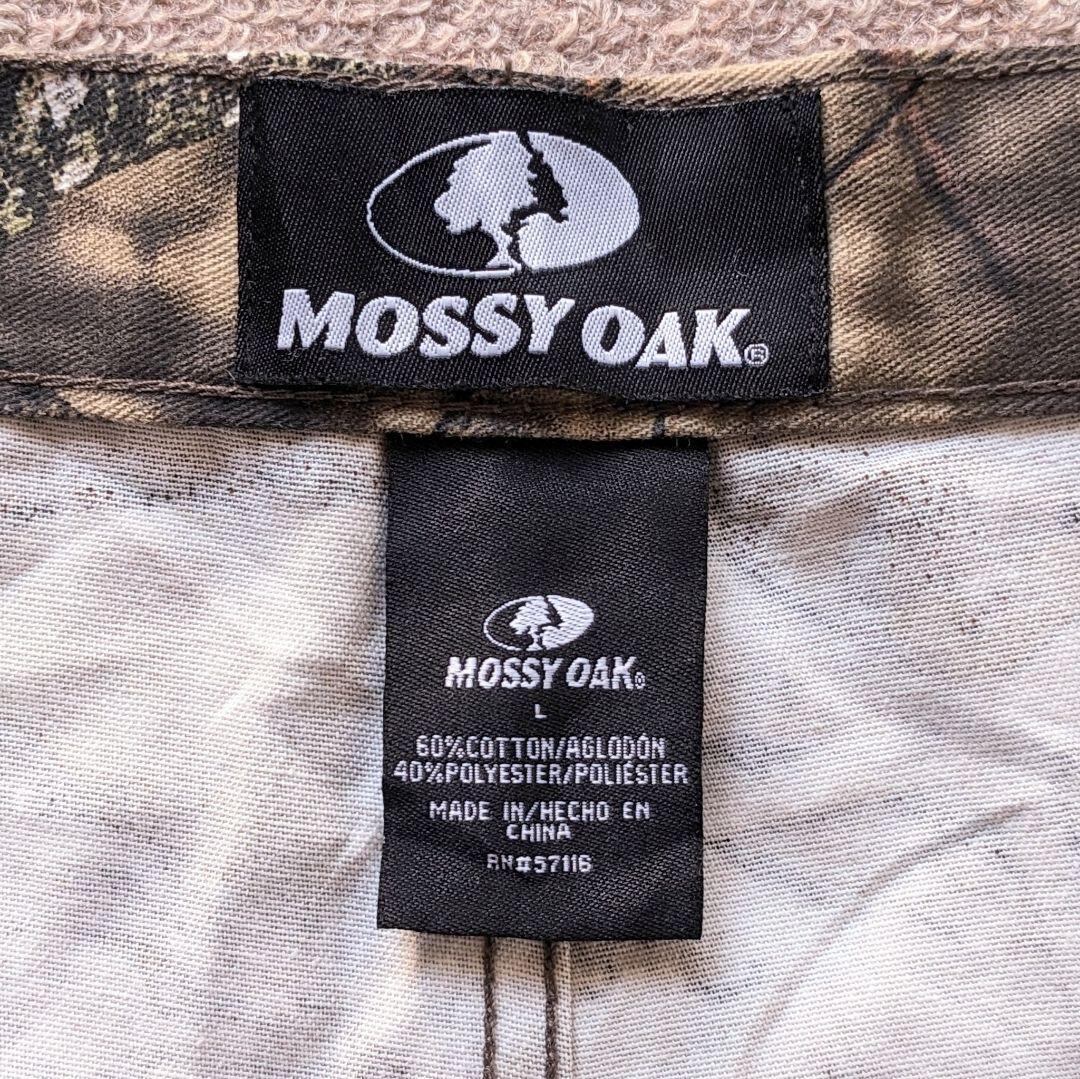 MOSSY OAK®
MOSSY OAK®
L
60%COTTON/AGLODÓN
40%POLYESTER/POLIÉSTER
MADE IN/HECHO EN
CHINA
RN#57116